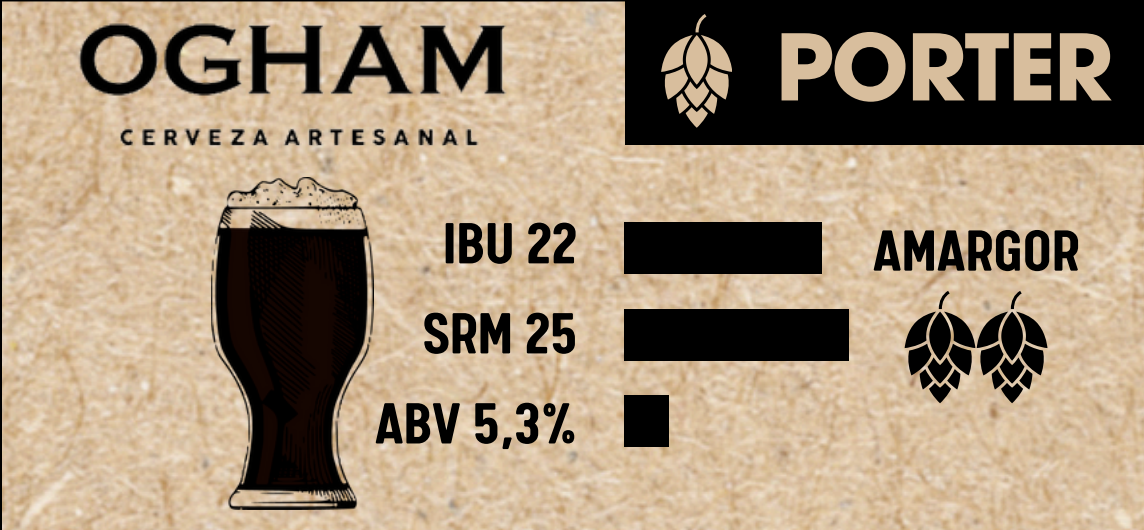 OGHAM
CERVEZA ARTESANAL
PORTER
IBU 22
AMARGOR
SRM 25
ABV 5,3%